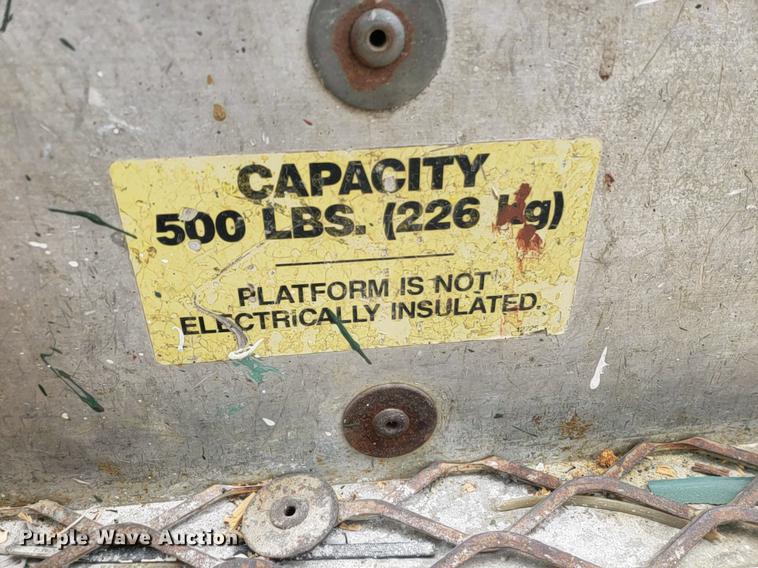 CAPACITY
500 LBS. (226 kg)
PLATFORM IS NOT
ELECTRICALLY INSULATED.
Purple Wave Auction